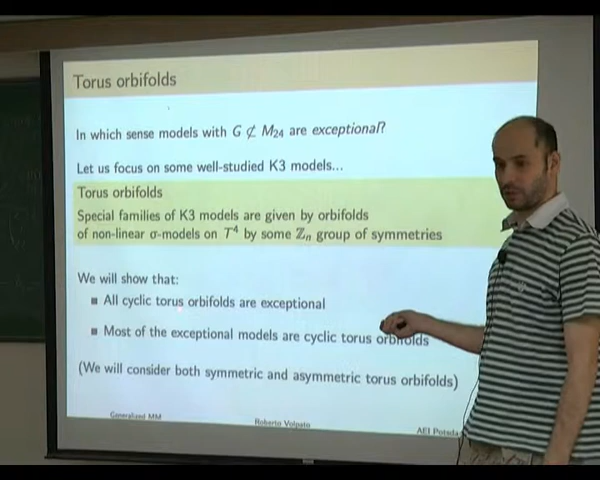 Torus orbifolds
In which sense models with G ⊄ M₂₄ are exceptional?
Let us focus on some well-studied K3 models...
Torus orbifolds
Special families of K3 models are given by orbifolds
of non-linear σ-models on T⁴ by some ℤₙ group of symmetries
We will show that:
■ All cyclic torus orbifolds are exceptional
■ Most of the exceptional models are cyclic torus orbifolds
(We will consider both symmetric and asymmetric torus orbifolds)
Generalized MM Roberto Volpato AEI Potsda